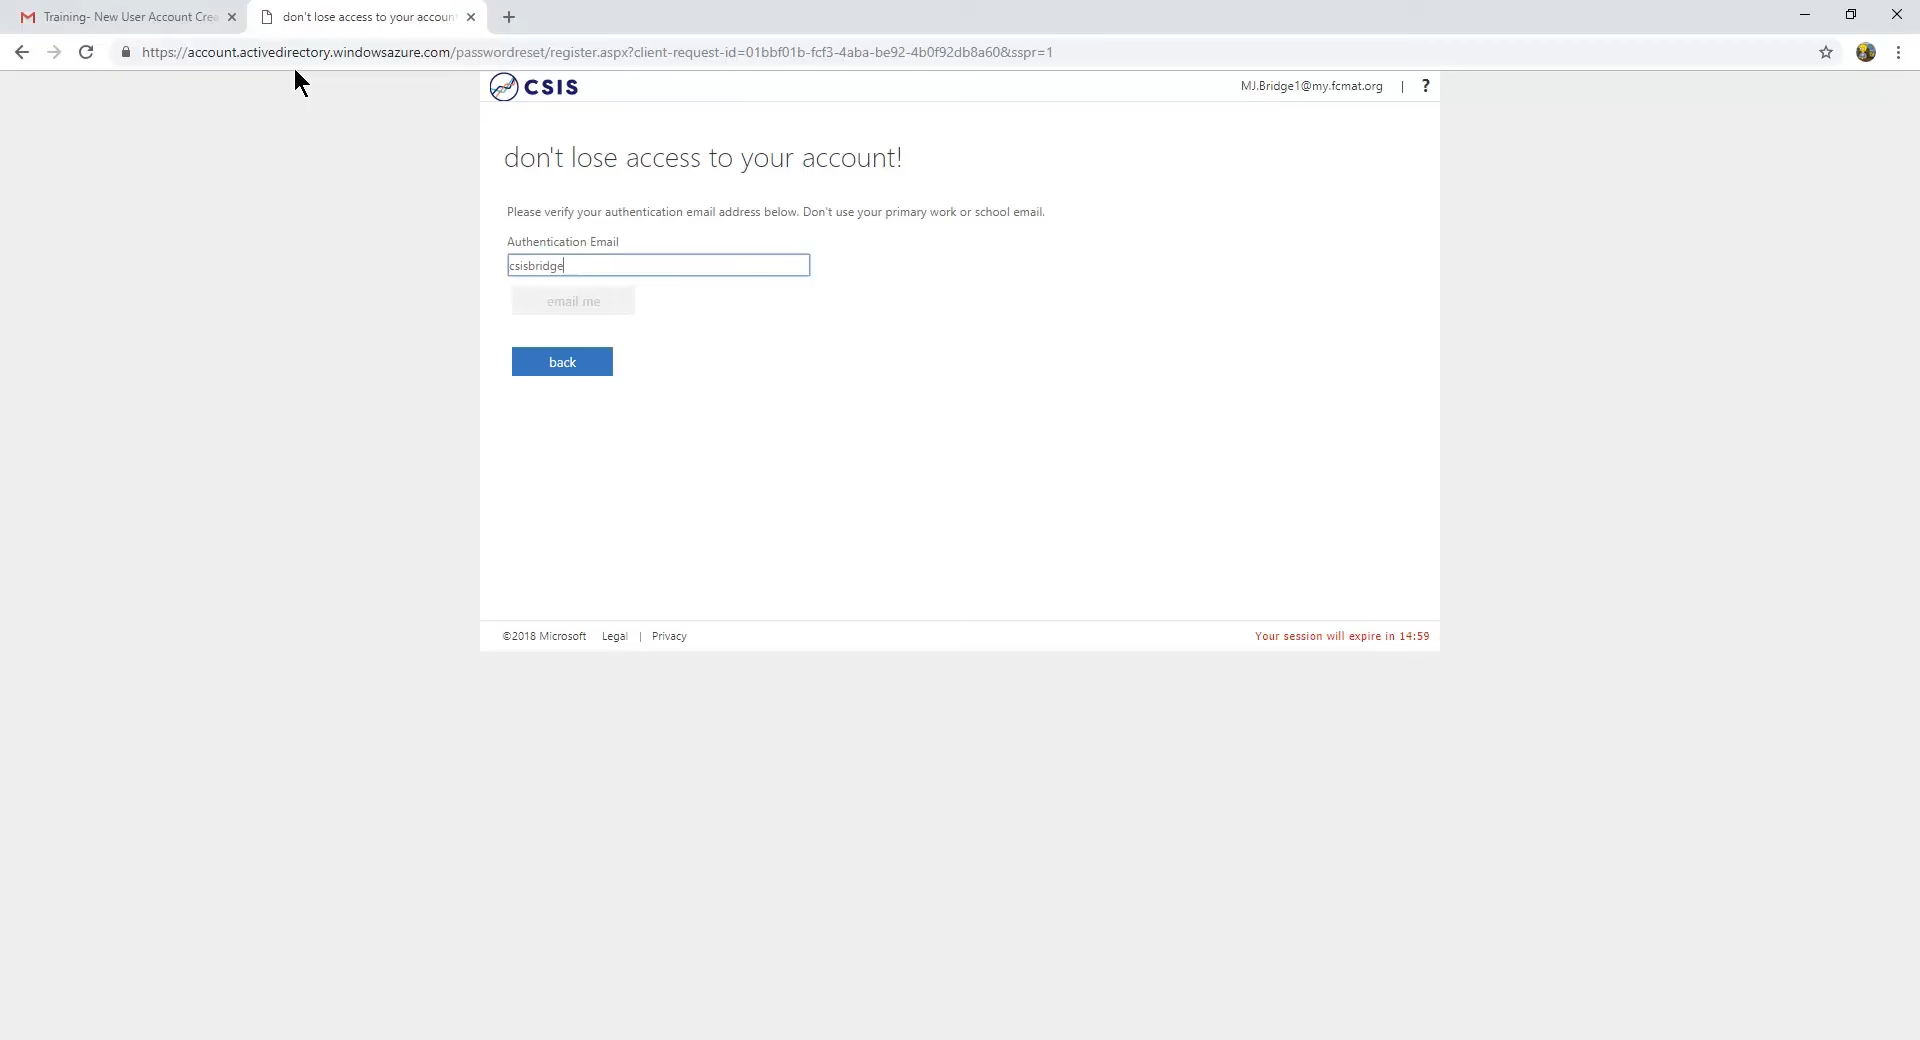 Training- New User Account Crea
don't lose access to your account
https://account.activedirectory.windowsazure.com/passwordreset/register.aspx?client-request-id=01bbf01b-fcf3-4aba-be92-4b0f92db8a60&sspr=1
CSIS
MJ.Bridge1@my.fcmat.org | ?
don't lose access to your account!
Please verify your authentication email address below. Don't use your primary work or school email.
Authentication Email
csisbridge
email me
back
©2018 Microsoft Legal | Privacy
Your session will expire in 14:59